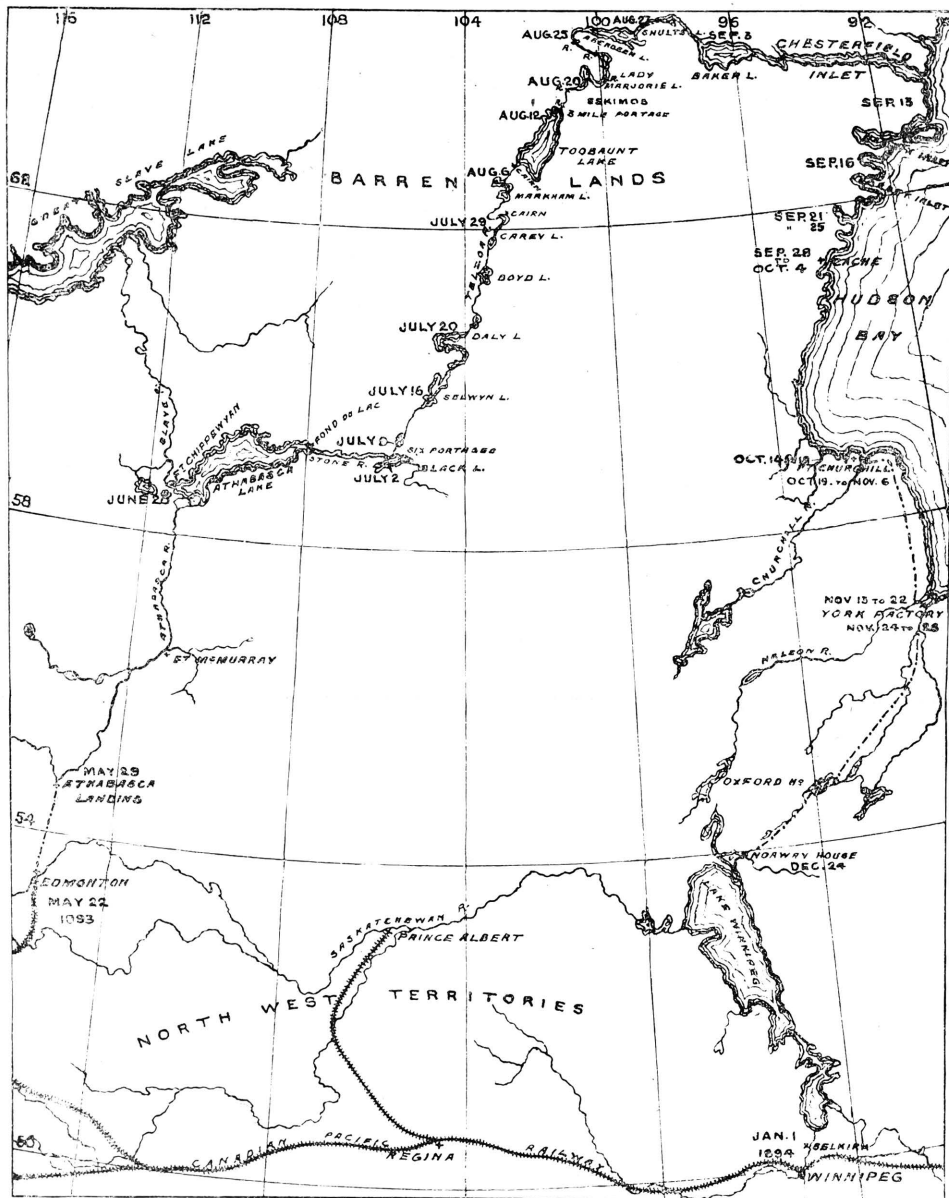 116 112 108 104 100 96 92
AUG. 27
SHULTZ L.
AUG. 25
ABERDEEN L.
SEP. 3
CHESTERFIELD
INLET
BAKER L.
R.
R.
AUG. 20
LADY
MARJORIE L.
ESKIMOS
AUG. 12
3 MILE PORTAGE
SEP. 13
TOOBAUNT
LAKE
GREAT SLAVE LAKE
62
BARREN LANDS
AUG. 6
CAIRN
MARKHAM L.
SEP. 16
INLET
JULY 29
CAIRN
CAREY L.
SEP. 21
" 25
SEP. 28
TO
OCT. 4
CACHE
TELZOA R.
BOYD L.
HUDSON
BAY
JULY 20
DALY L
JULY 16
SELWYN L.
SLAVE R.
FT CHIPPEWYAN
FOND DU LAC
JULY
SIX PORTAGES
STONE R.
BLACK L.
JULY 2
ATHABASCA
LAKE
JUNE
OCT. 14
FT CHURCHILL.
OCT 19. TO NOV. 6
58
CHURCHILL R.
ATHABASCA R.
NOV 13 TO 22
YORK FACTORY
NOV. 24 TO 28
FT McMURRAY
NELSON R.
MAY 29
ATHABASCA
LANDING
OXFORD HO
54
NORWAY HOUSE
DEC. 24
EDMONTON
MAY 22
1893
LAKE WINNIPEG
SASKATCHEWAN R.
PRINCE ALBERT
NORTH WEST TERRITORIES
50
JAN. 1
1894
SELKIRK
CANADIAN PACIFIC RAILWAY
REGINA
WINNIPEG